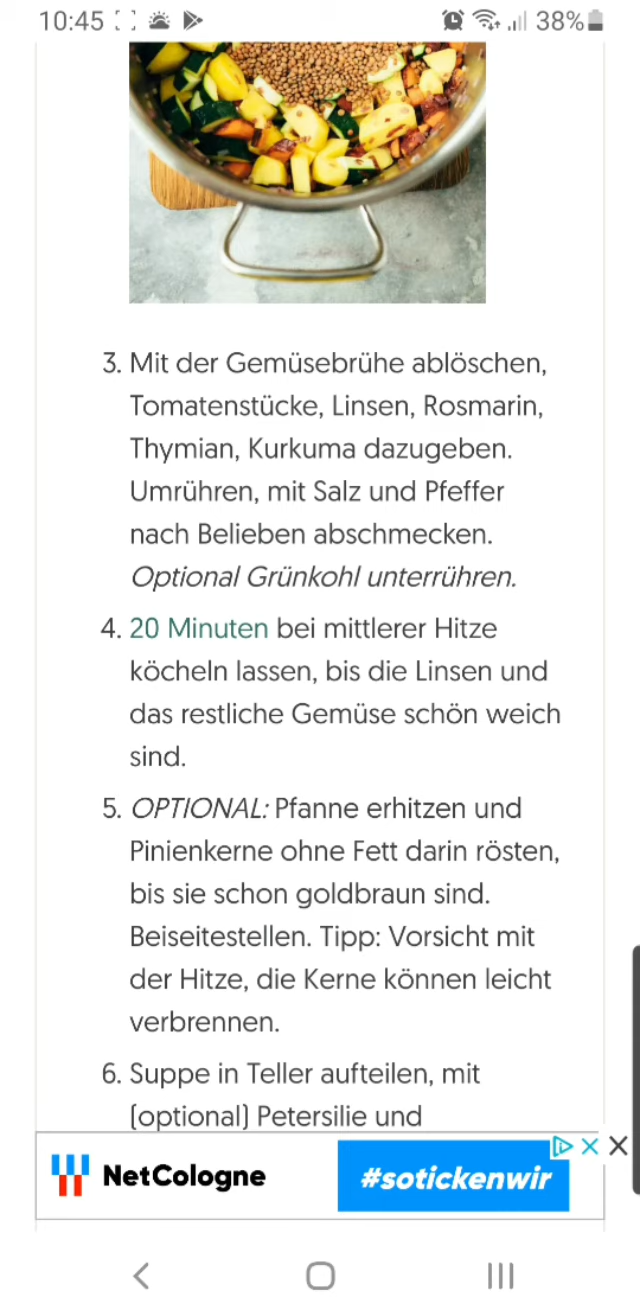 10:45
38%
3. Mit der Gemüsebrühe ablöschen,
Tomatenstücke, Linsen, Rosmarin,
Thymian, Kurkuma dazugeben.
Umrühren, mit Salz und Pfeffer
nach Belieben abschmecken.
Optional Grünkohl unterrühren.
4. 20 Minuten bei mittlerer Hitze
köcheln lassen, bis die Linsen und
das restliche Gemüse schön weich
sind.
5. OPTIONAL: Pfanne erhitzen und
Pinienkerne ohne Fett darin rösten,
bis sie schon goldbraun sind.
Beiseitestellen. Tipp: Vorsicht mit
der Hitze, die Kerne können leicht
verbrennen.
6. Suppe in Teller aufteilen, mit
(optional) Petersilie und
NetCologne
#sotickenwir